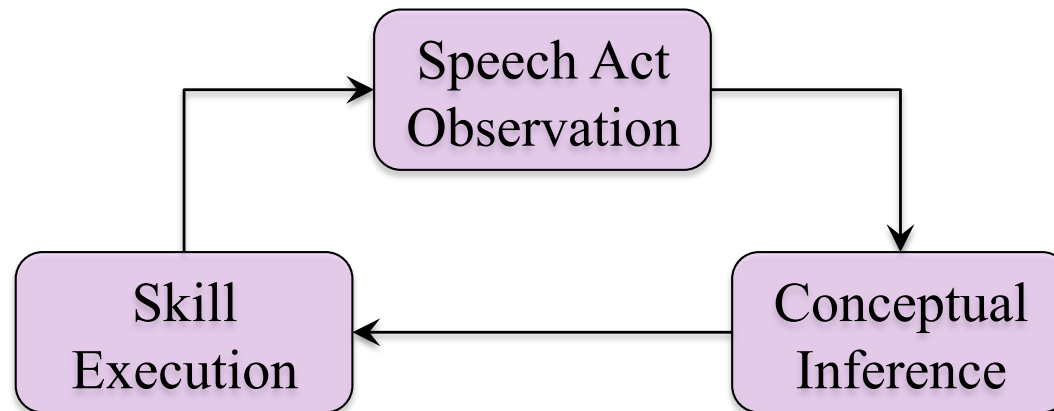 Speech Act
Observation
Skill
Execution
Conceptual
Inference